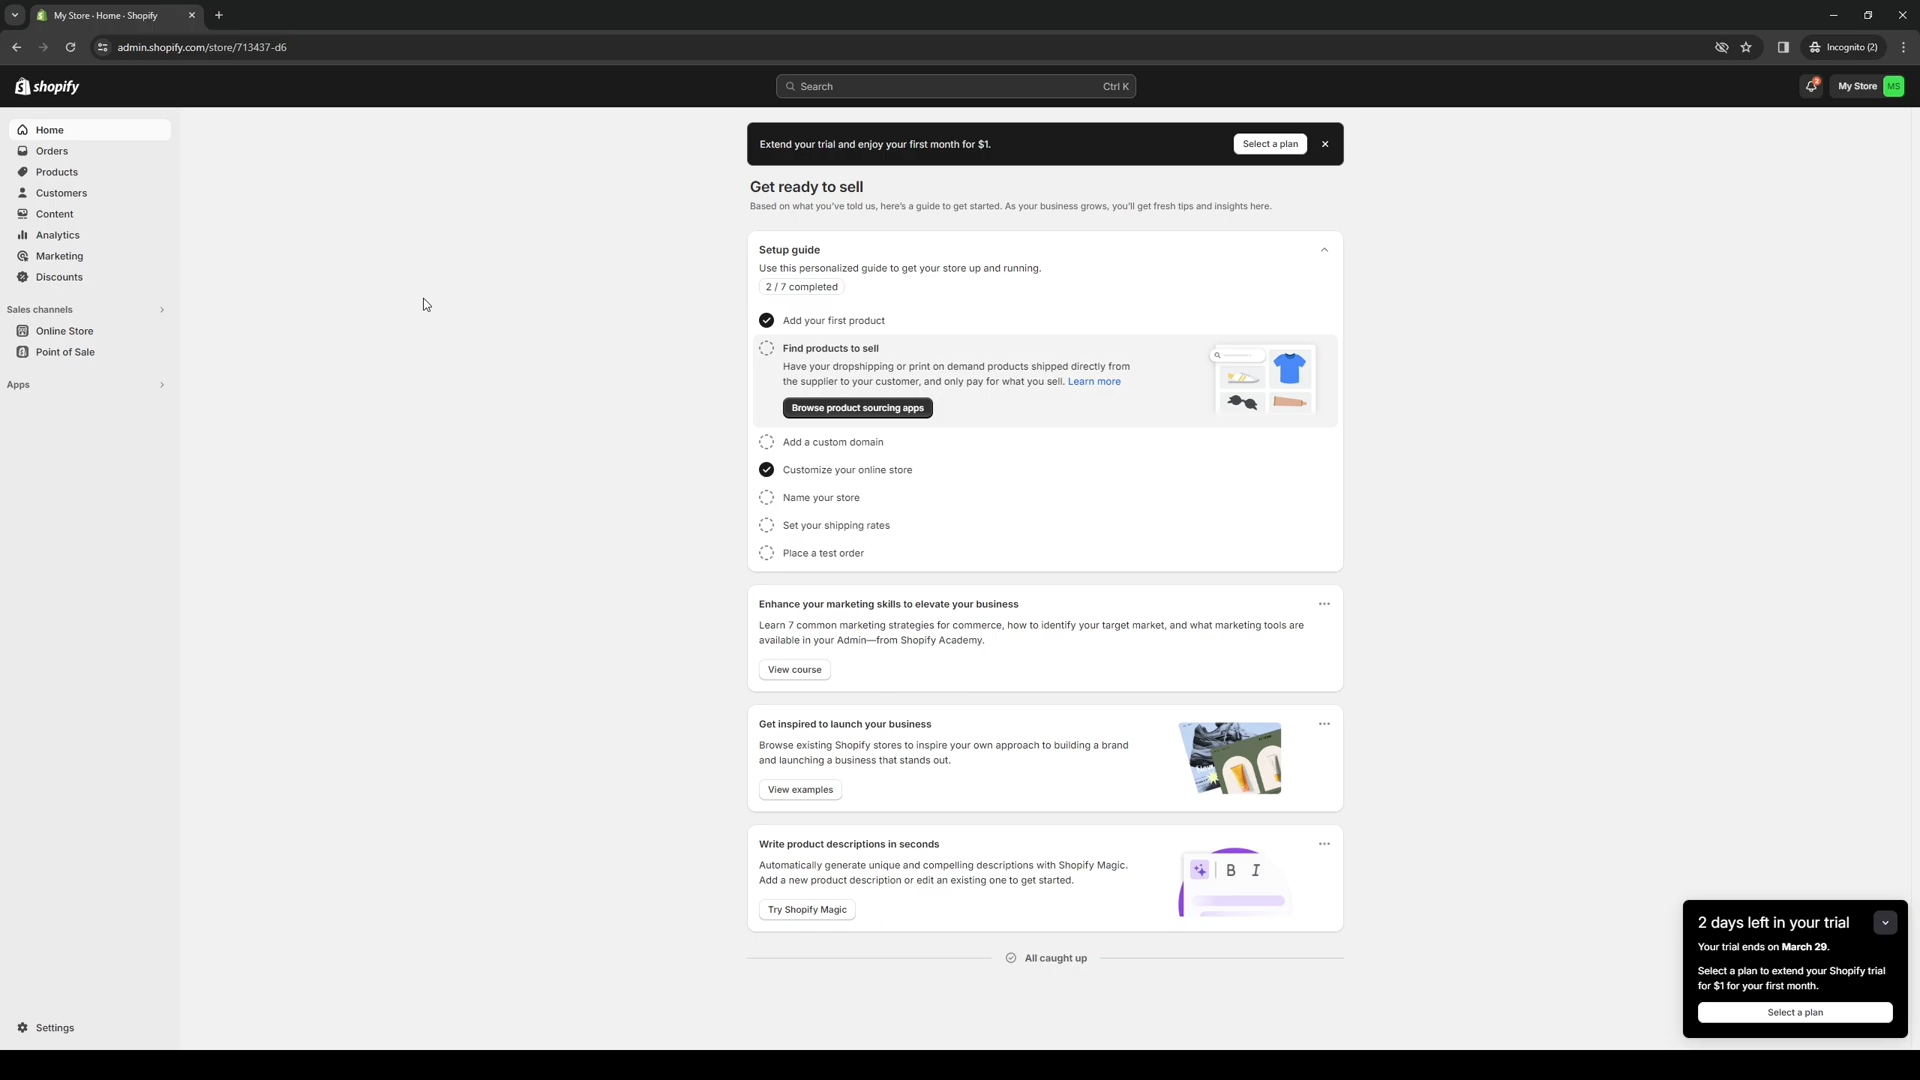 My Store - Home - Shopify
admin.shopify.com/store/713437-d6
Incognito (2)
shopify
Search
Ctrl K
2
My Store
MS
Home
Orders
Products
Customers
Content
Analytics
Marketing
Discounts
Sales channels
Online Store
Point of Sale
Apps
Settings
Extend your trial and enjoy your first month for $1.
Select a plan
Get ready to sell
Based on what you've told us, here's a guide to get started. As your business grows, you'll get fresh tips and insights here.
Setup guide
Use this personalized guide to get your store up and running.
2 / 7 completed
Add your first product
Find products to sell
Have your dropshipping or print on demand products shipped directly from
the supplier to your customer, and only pay for what you sell. Learn more
Browse product sourcing apps
Add a custom domain
Customize your online store
Name your store
Set your shipping rates
Place a test order
Enhance your marketing skills to elevate your business
Learn 7 common marketing strategies for commerce, how to identify your target market, and what marketing tools are
available in your Admin—from Shopify Academy.
View course
Get inspired to launch your business
Browse existing Shopify stores to inspire your own approach to building a brand
and launching a business that stands out.
View examples
Write product descriptions in seconds
Automatically generate unique and compelling descriptions with Shopify Magic.
Add a new product description or edit an existing one to get started.
Try Shopify Magic
B I
All caught up
2 days left in your trial
Your trial ends on March 29.
Select a plan to extend your Shopify trial
for $1 for your first month.
Select a plan